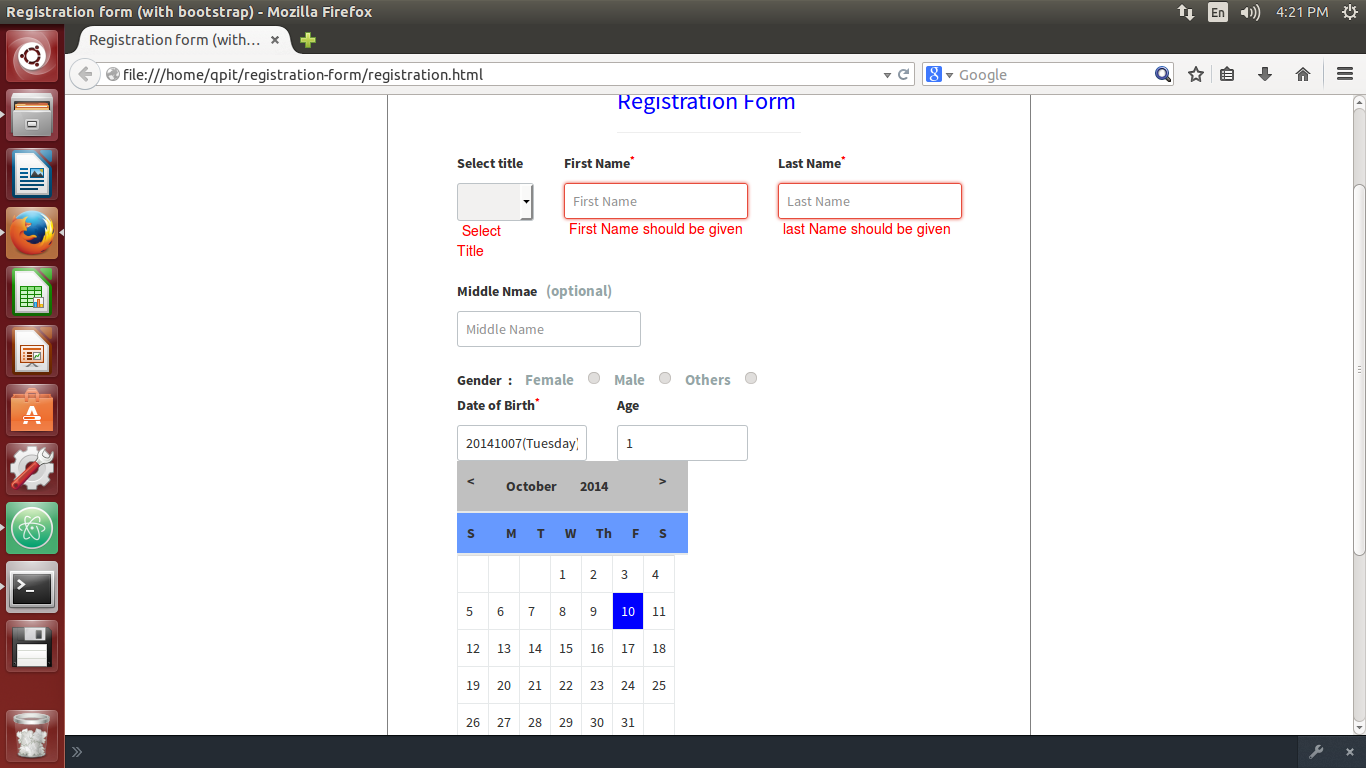 Registration form (with bootstrap) - Mozilla Firefox
En
4:21 PM
Registration form (with...
file:///home/qpit/registration-form/registration.html
Google
Registration Form
Select title First Name* Last Name*
First Name Last Name
Select Title First Name should be given last Name should be given
Middle Nmae (optional)
Middle Name
Gender : Female Male Others
Date of Birth* Age
20141007(Tuesday) 1
< October 2014 >
S M T W Th F S
1 2 3 4
5 6 7 8 9 10 11
12 13 14 15 16 17 18
19 20 21 22 23 24 25
26 27 28 29 30 31